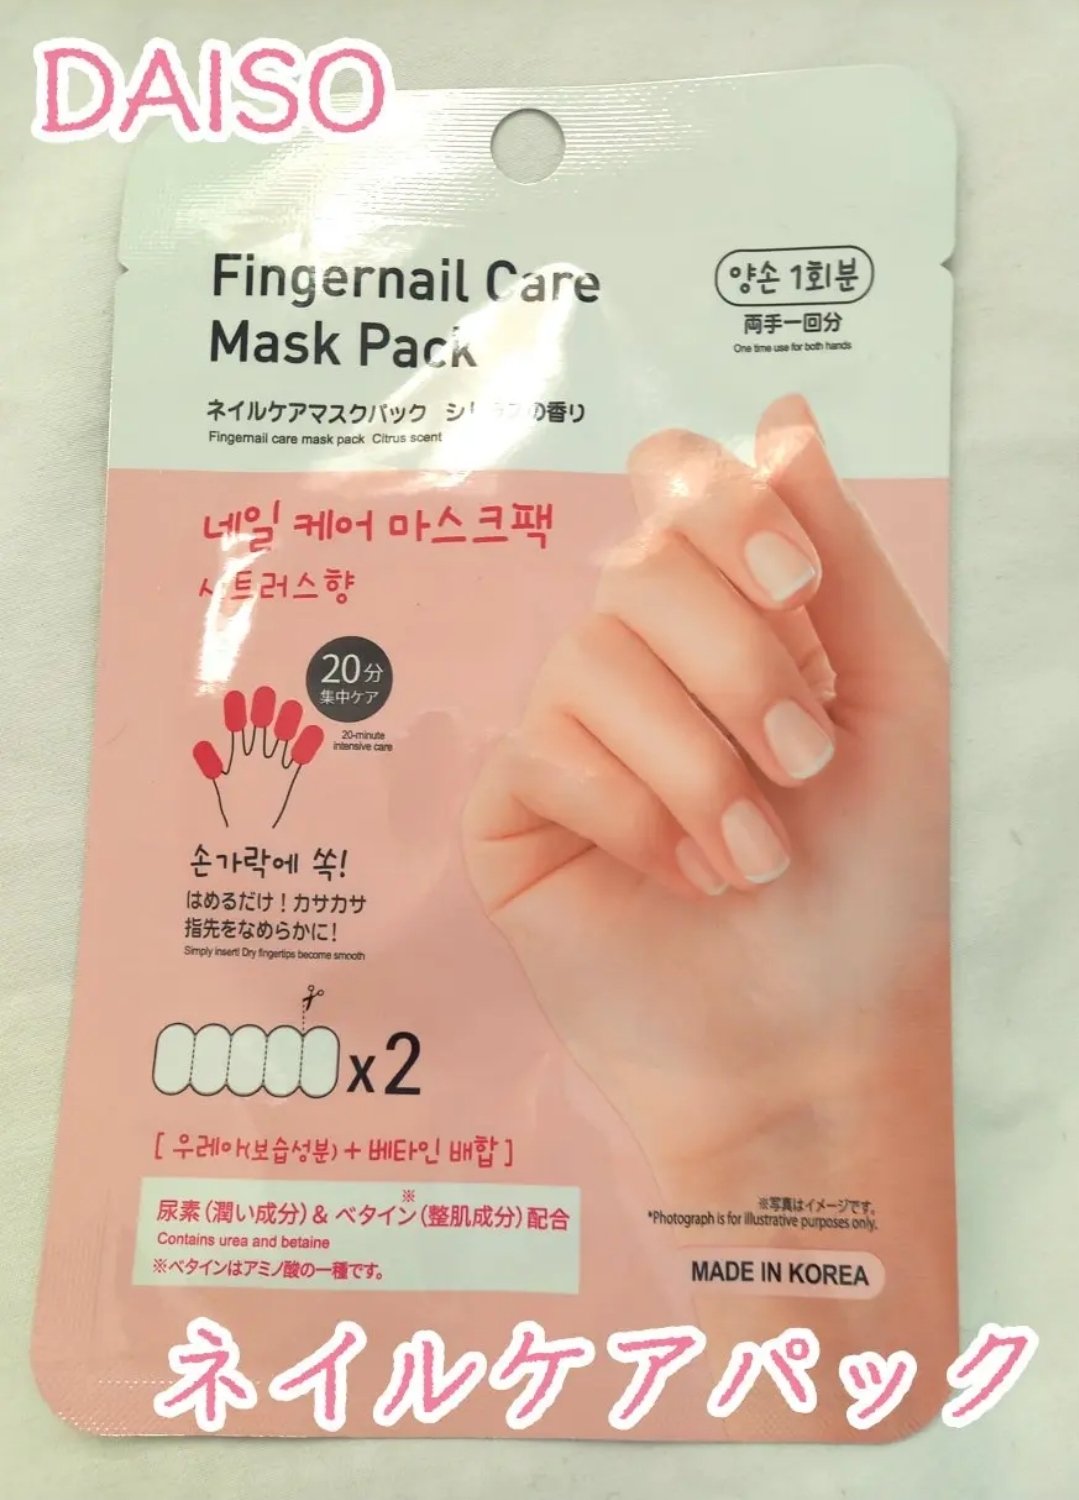 DAISO
Fingernail Care
Mask Pack
양손 1회분
両手一回分
One time use for both hands
ネイルケアマスクパック シトラスの香り
Fingernail care mask pack Citrus scent
네일 케어 마스크팩
시트러스향
20分
集中ケア
20-minute
intensive care
손가락에 쏙!
はめるだけ！カサカサ
指先をなめらかに！
Simply insert! Dry fingertips become smooth
x2
[ 우레아(보습성분) + 베타인 배합 ]
尿素（潤い成分）& ベタイン※（整肌成分）配合
Contains urea and betaine
※ベタインはアミノ酸の一種です。
※写真はイメージです。
*Photograph is for illustrative purposes only.
MADE IN KOREA
ネイルケアパック